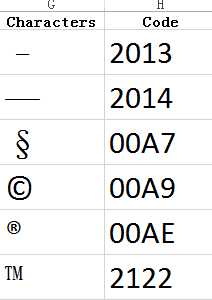 G H
Characters Code
– 2013
— 2014
§ 00A7
© 00A9
® 00AE
™ 2122